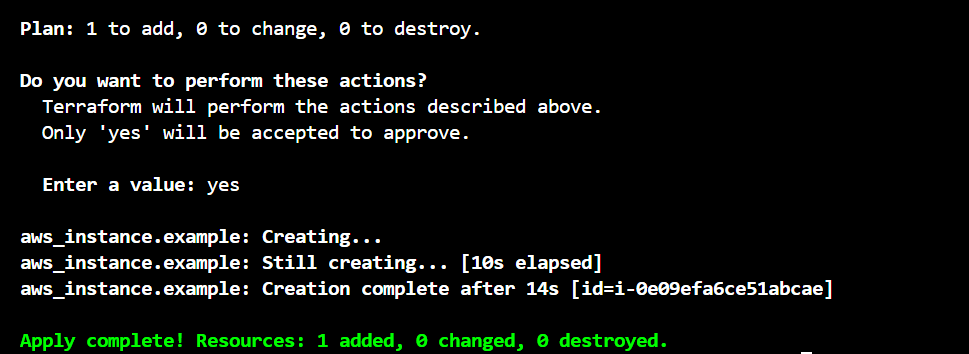 Plan: 1 to add, 0 to change, 0 to destroy.
Do you want to perform these actions?
Terraform will perform the actions described above.
Only 'yes' will be accepted to approve.
Enter a value: yes
aws_instance.example: Creating...
aws_instance.example: Still creating... [10s elapsed]
aws_instance.example: Creation complete after 14s [id=i-0e09efa6ce51abcae]
Apply complete! Resources: 1 added, 0 changed, 0 destroyed.